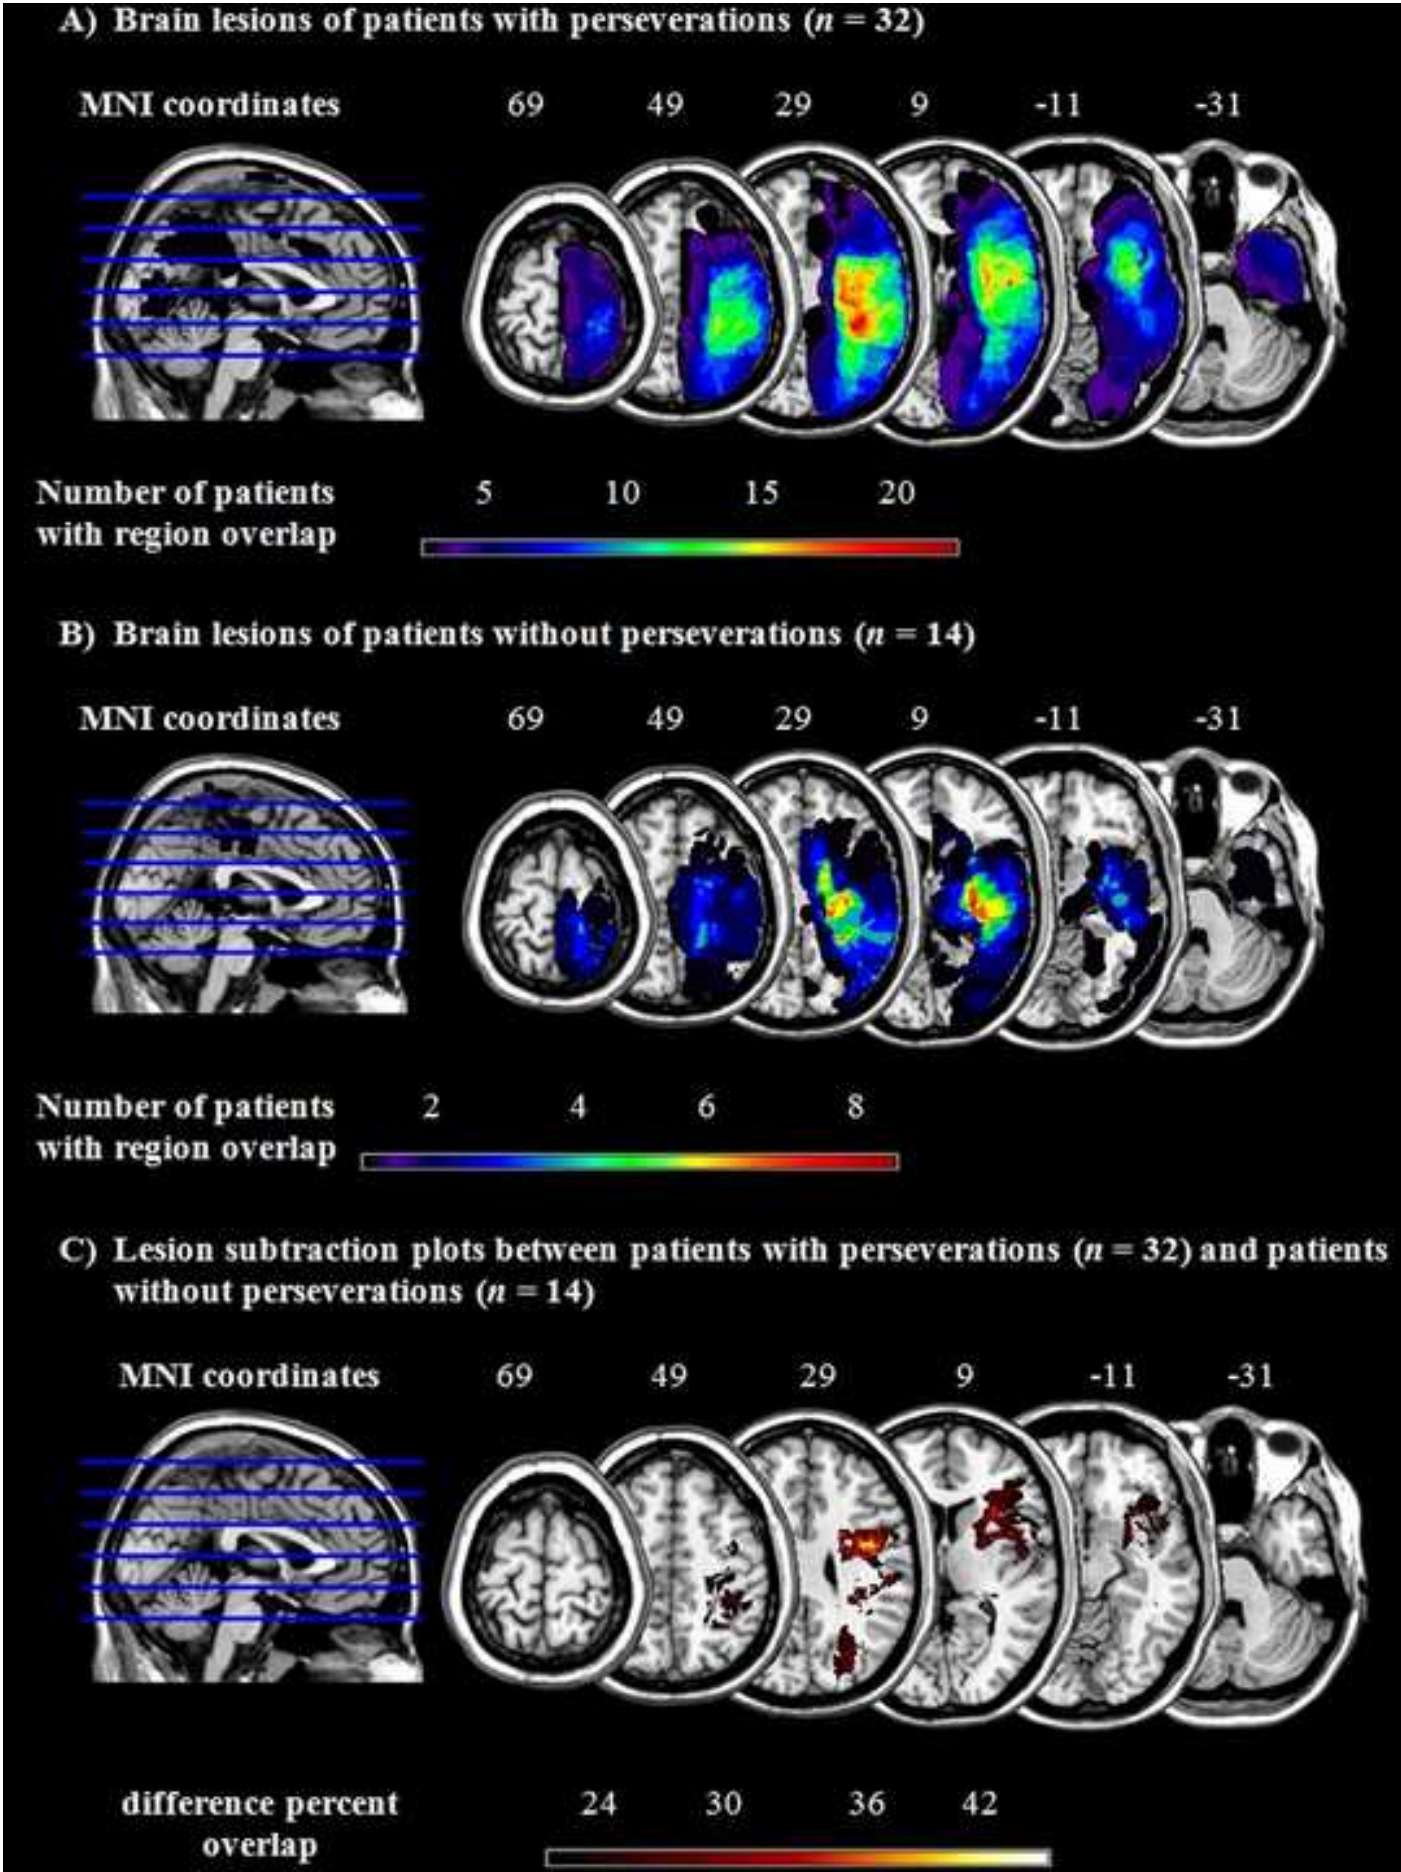 A) Brain lesions of patients with perseverations (n = 32)
MNI coordinates 69 49 29 9 -11 -31
Number of patients 5 10 15 20
with region overlap
B) Brain lesions of patients without perseverations (n = 14)
MNI coordinates 69 49 29 9 -11 -31
Number of patients 2 4 6 8
with region overlap
C) Lesion subtraction plots between patients with perseverations (n = 32) and patients
without perseverations (n = 14)
MNI coordinates 69 49 29 9 -11 -31
difference percent 24 30 36 42
overlap